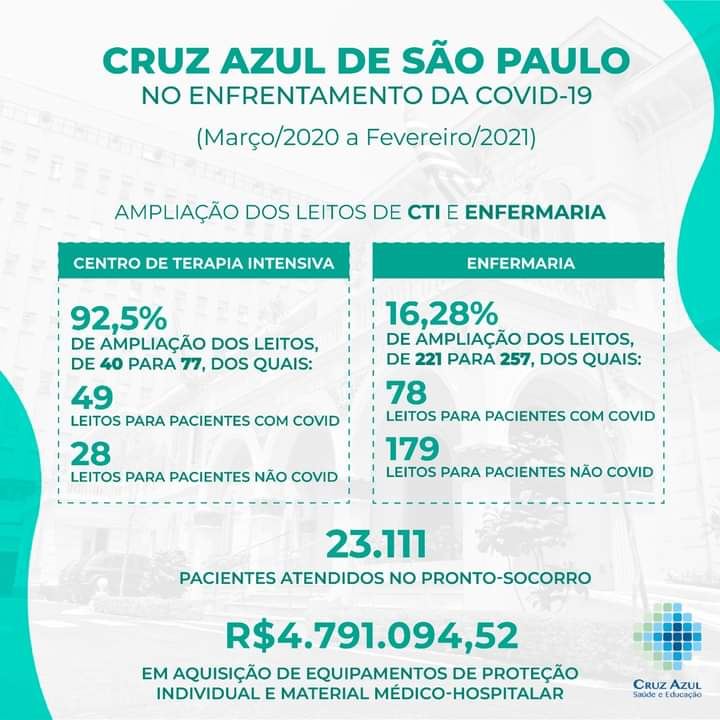 CRUZ AZUL DE SÃO PAULO
NO ENFRENTAMENTO DA COVID-19
(Março/2020 a Fevereiro/2021)
AMPLIAÇÃO DOS LEITOS DE CTI E ENFERMARIA
CENTRO DE TERAPIA INTENSIVA
92,5%
DE AMPLIAÇÃO DOS LEITOS,
DE 40 PARA 77, DOS QUAIS:
49
LEITOS PARA PACIENTES COM COVID
28
LEITOS PARA PACIENTES NÃO COVID
ENFERMARIA
16,28%
DE AMPLIAÇÃO DOS LEITOS,
DE 221 PARA 257, DOS QUAIS:
78
LEITOS PARA PACIENTES COM COVID
179
LEITOS PARA PACIENTES NÃO COVID
23.111
PACIENTES ATENDIDOS NO PRONTO-SOCORRO
R$4.791.094,52
EM AQUISIÇÃO DE EQUIPAMENTOS DE PROTEÇÃO
INDIVIDUAL E MATERIAL MÉDICO-HOSPITALAR
CRUZ AZUL
Saúde e Educação